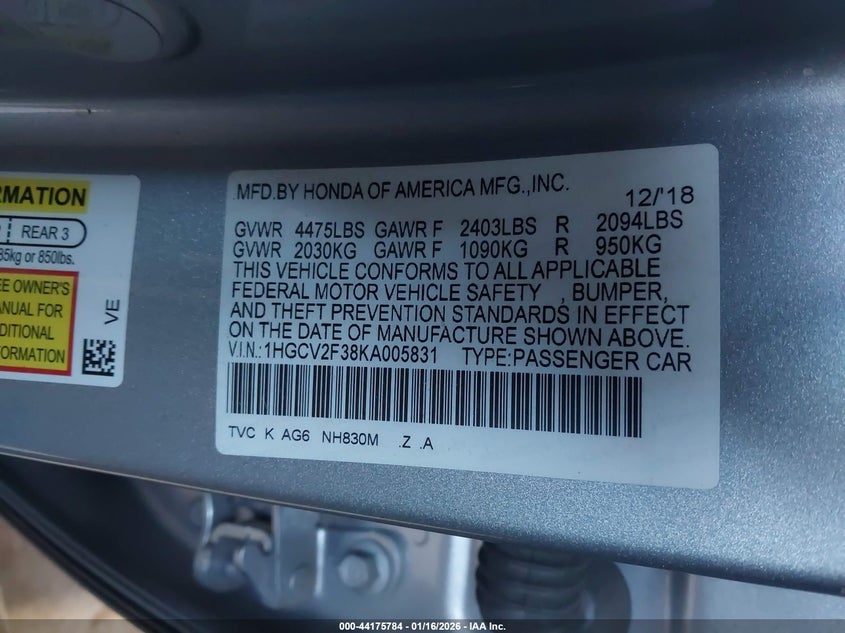 RMATION
REAR 3
85kg or 850lbs.
EE OWNER'S
ANUAL FOR
DDITIONAL
FORMATION
VE
MFD.BY HONDA OF AMERICA MFG.,INC. 12/'18
GVWR 4475LBS GAWR F 2403LBS R 2094LBS
GVWR 2030KG GAWR F 1090KG R 950KG
THIS VEHICLE CONFORMS TO ALL APPLICABLE
FEDERAL MOTOR VEHICLE SAFETY , BUMPER,
AND THEFT PREVENTION STANDARDS IN EFFECT
ON THE DATE OF MANUFACTURE SHOWN ABOVE.
V.I.N.:1HGCV2F38KA005831 TYPE:PASSENGER CAR
TVC K AG6 NH830M .Z .A
000-44175784 - 01/16/2026 - IAA Inc.